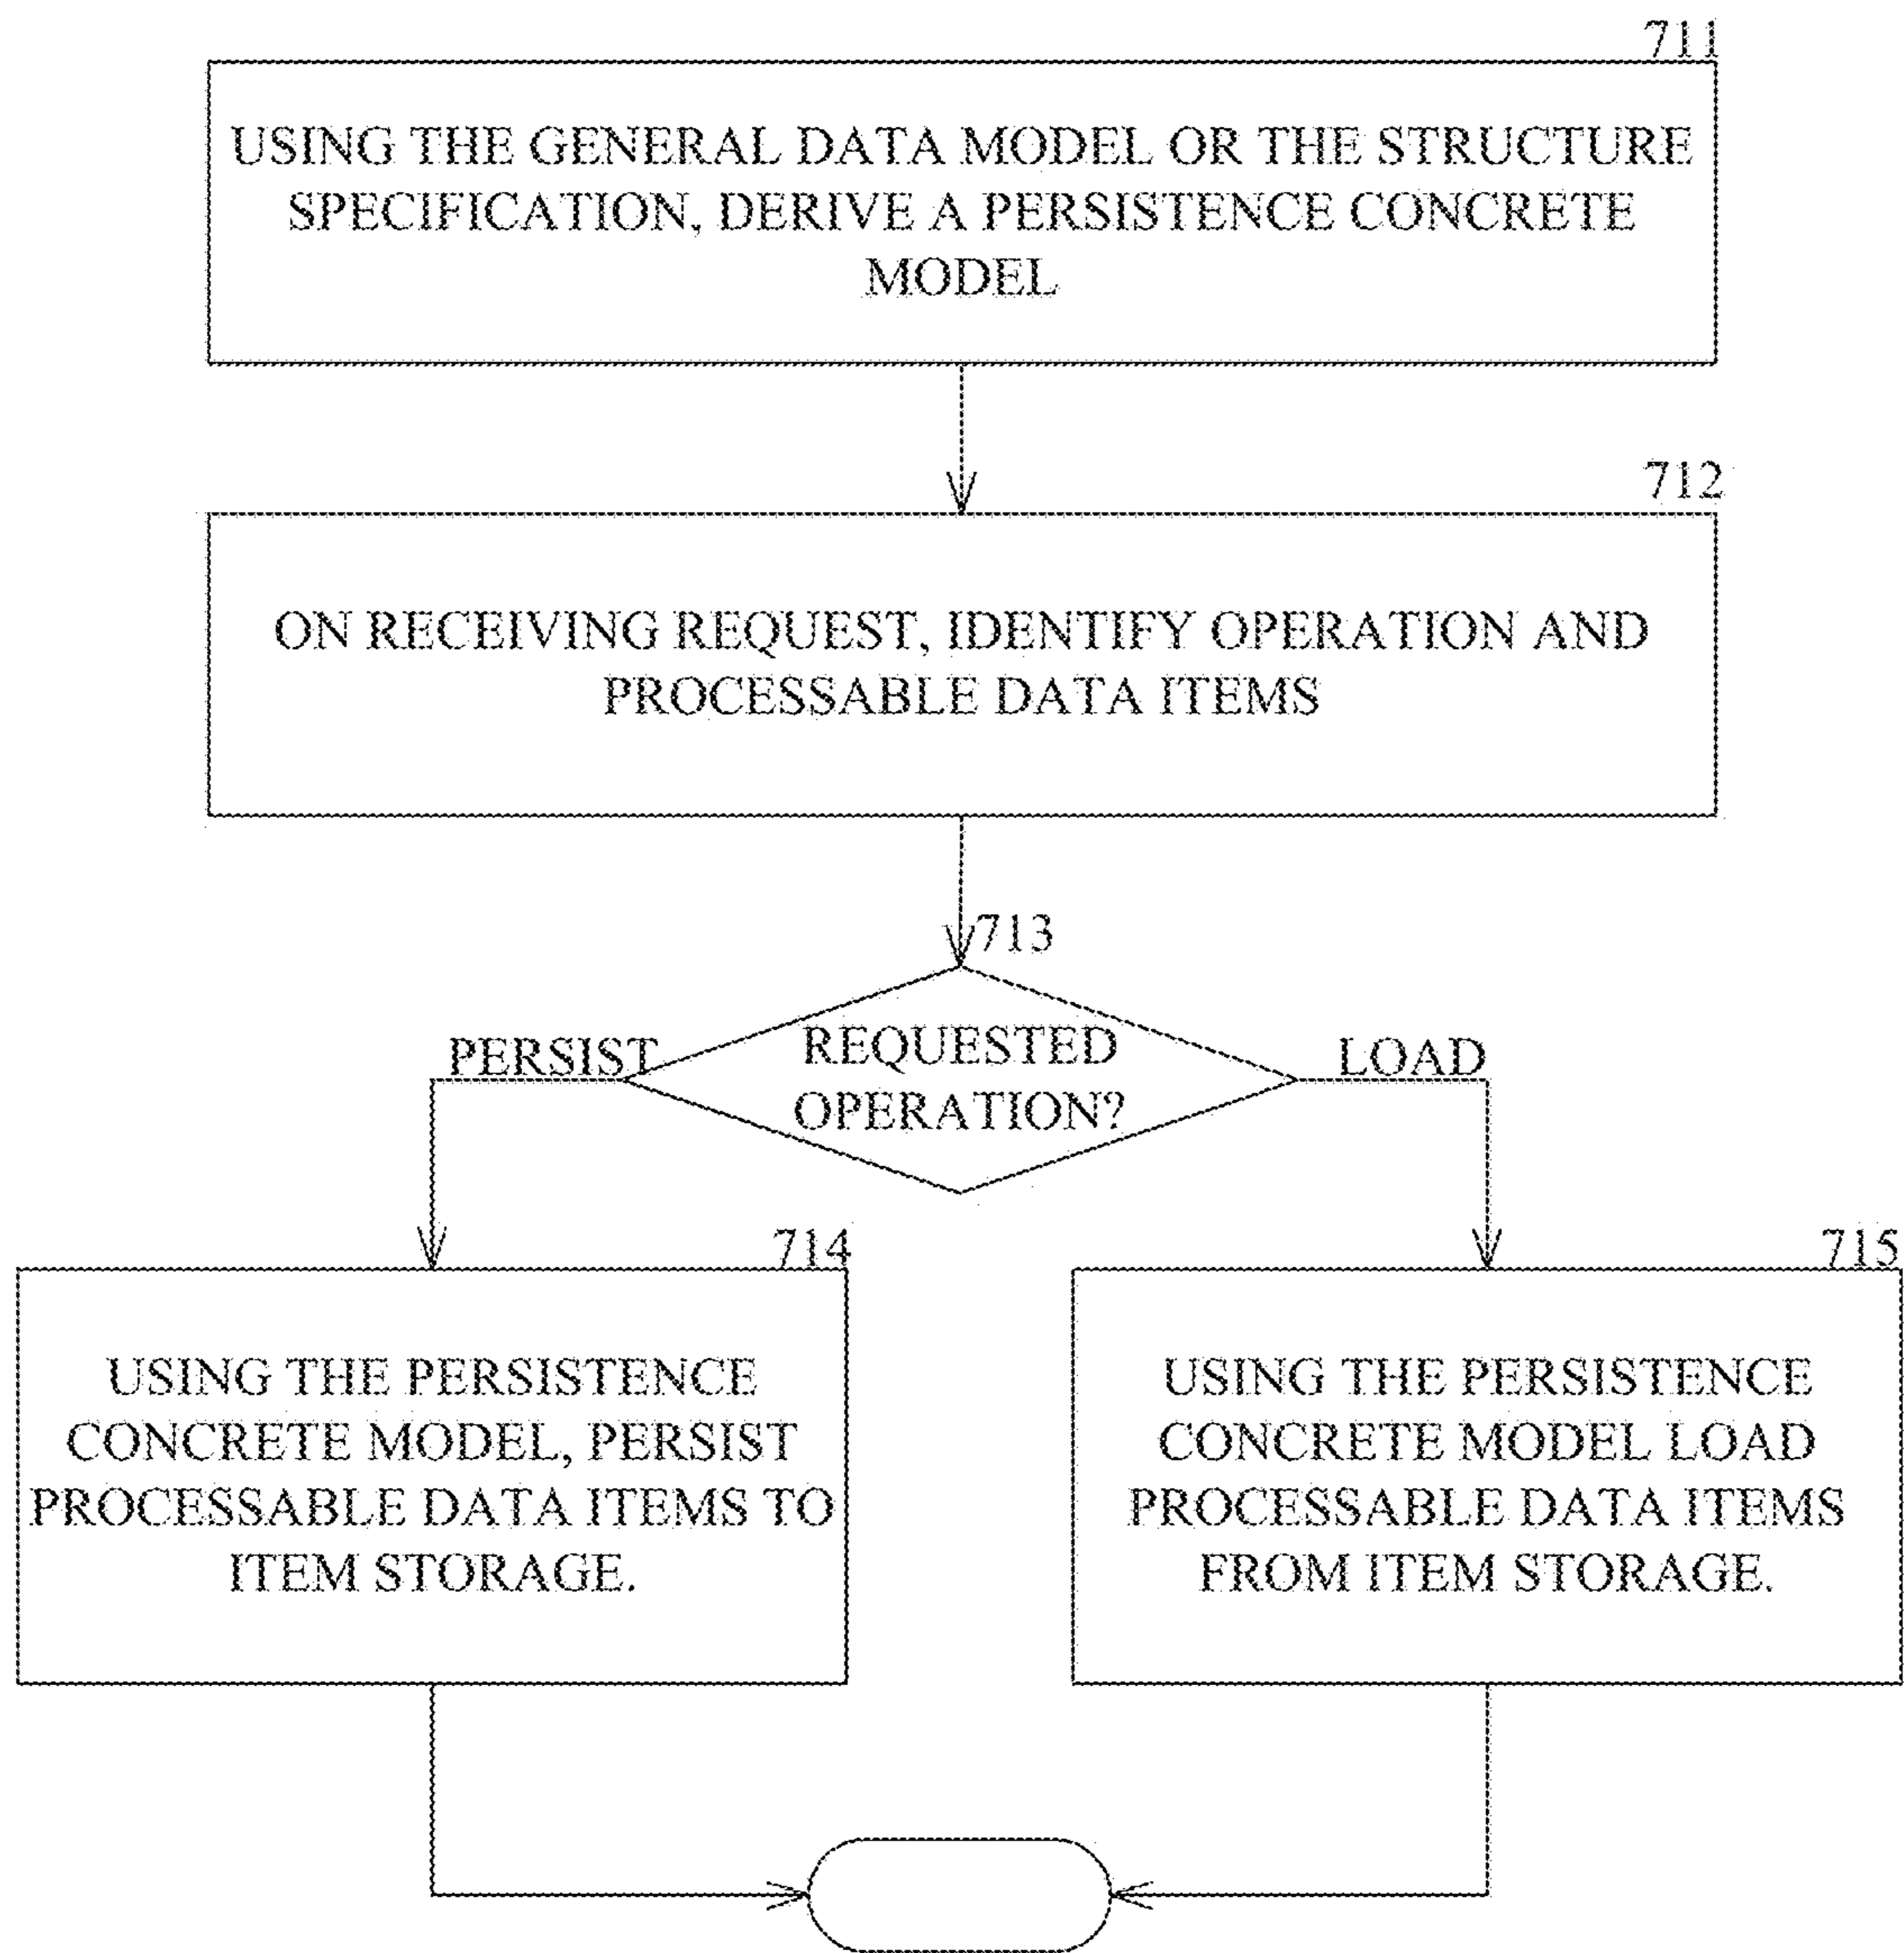 711
USING THE GENERAL DATA MODEL OR THE STRUCTURE
SPECIFICATION, DERIVE A PERSISTENCE CONCRETE
MODEL
712
ON RECEIVING REQUEST, IDENTIFY OPERATION AND
PROCESSABLE DATA ITEMS
713
PERSIST
REQUESTED
OPERATION?
LOAD
714
USING THE PERSISTENCE
CONCRETE MODEL, PERSIST
PROCESSABLE DATA ITEMS TO
ITEM STORAGE.
715
USING THE PERSISTENCE
CONCRETE MODEL LOAD
PROCESSABLE DATA ITEMS
FROM ITEM STORAGE.